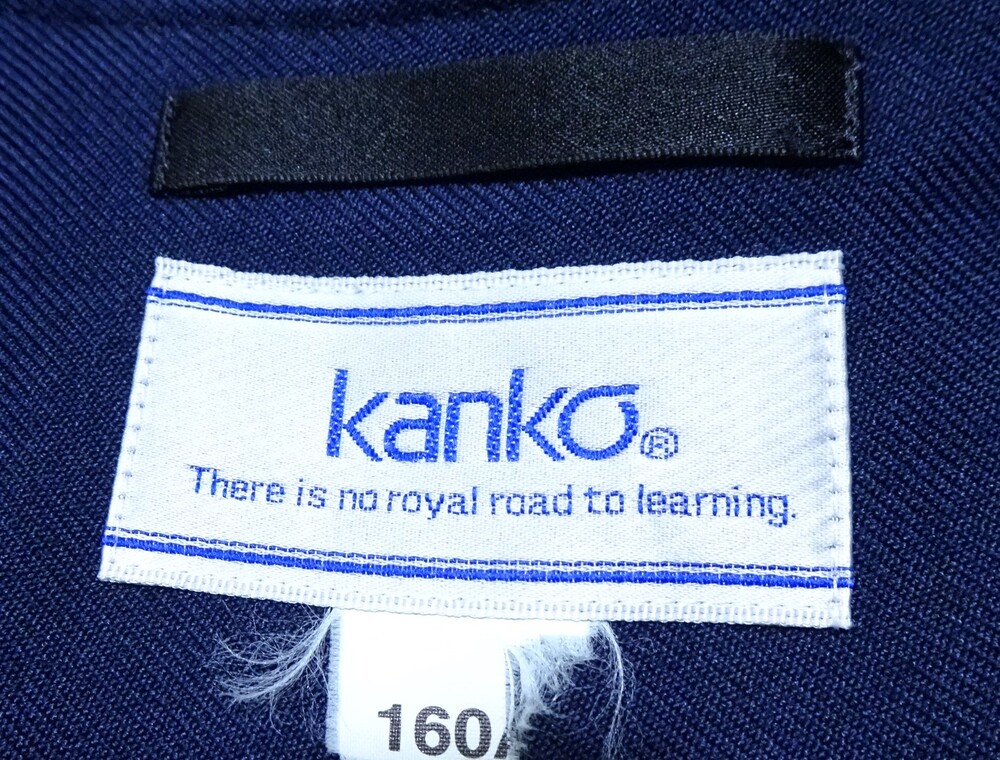 kanko®
There is no royal road to learning.
160A